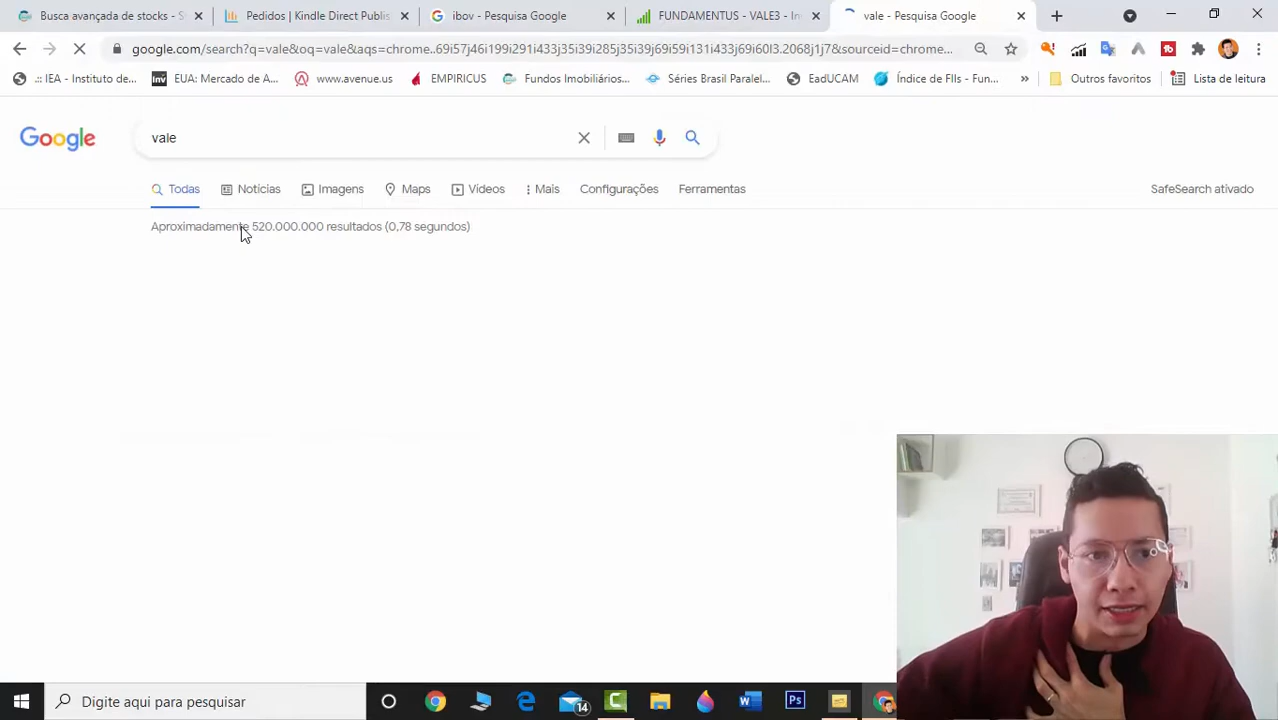 Busca avançada de stocks - S
Pedidos | Kindle Direct Publis
ibov - Pesquisa Google
FUNDAMENTUS - VALE3 - In
vale - Pesquisa Google
google.com/search?q=vale&oq=vale&aqs=chrome..69i57j46i199i291i433j35i39i285j35i39j69i59i131i433j69i60l3.2068j1j7&sourceid=chrome...
.:: IEA - Instituto de...
Inv EUA: Mercado de A...
www.avenue.us
EMPIRICUS
Fundos Imobiliários...
Séries Brasil Paralel...
EadUCAM
Índice de FIIs - Fun...
»
Outros favoritos
Lista de leitura
Google
vale
Todas
Notícias
Imagens
Maps
Vídeos
Mais
Configurações
Ferramentas
SafeSearch ativado
Aproximadamente 520.000.000 resultados (0,78 segundos)
Digite aqui para pesquisar
14